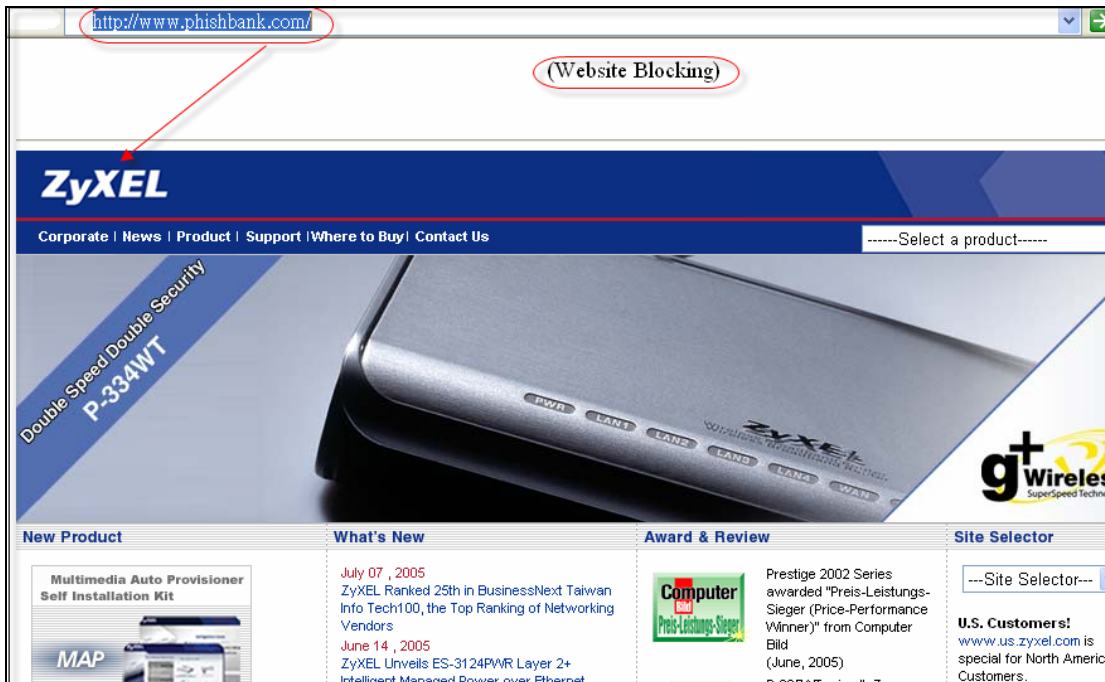 http://www.phishbank.com/
(Website Blocking)
ZyXEL
Corporate | News | Product | Support |Where to Buy| Contact Us
------Select a product------
Double Speed Double Security
P-334WT
PWR LAN1 LAN2 LAN3 LAN4 WAN
ZyXEL
g+
SuperSpeed
New Product
What's New
Award & Review
Site Selector
Multimedia Auto Provisioner
Self Installation Kit
MAP
July 07 , 2005
ZyXEL Ranked 25th in BusinessNext Taiwan
Info Tech100, the Top Ranking of Networking
Vendors
June 14 , 2005
ZyXEL Unveils ES-3124PWR Layer 2+
Intelligent Managed Power over Ethernet
Computer
Bild
Preis-Leistungs-Sieger
Prestige 2002 Series
awarded "Preis-Leistungs-
Sieger (Price-Performance
Winner)" from Computer
Bild
(June, 2005)
---Site Selector---
U.S. Customers!
www.us.zyxel.com is
special for North Americ
Customers.